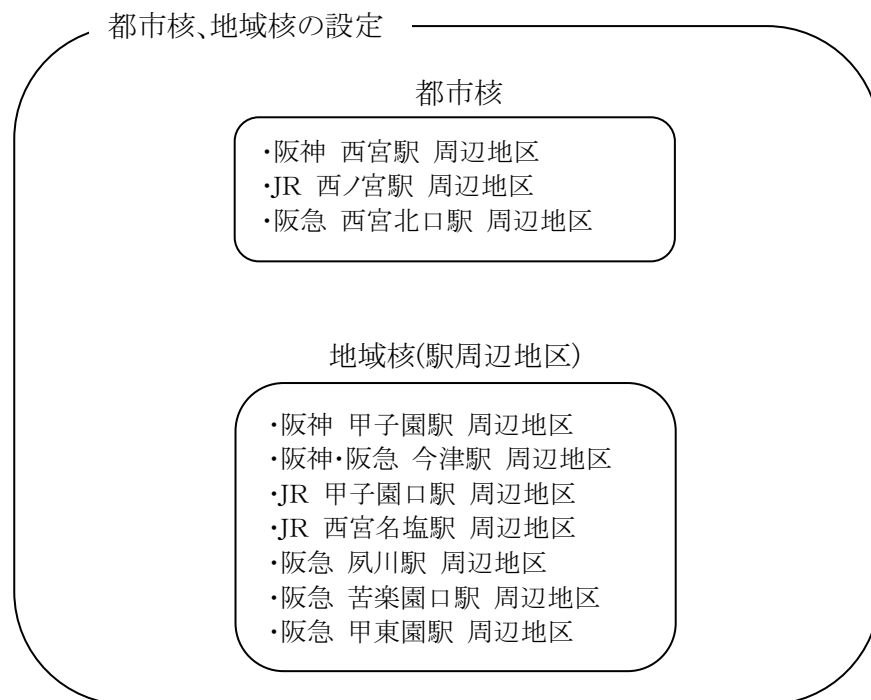 都市核、地域核の設定
都市核
・阪神 西宮駅 周辺地区
・JR 西ノ宮駅 周辺地区
・阪急 西宮北口駅 周辺地区
地域核(駅周辺地区)
・阪神 甲子園駅 周辺地区
・阪神・阪急 今津駅 周辺地区
・JR 甲子園口駅 周辺地区
・JR 西宮名塩駅 周辺地区
・阪急 夙川駅 周辺地区
・阪急 苦楽園口駅 周辺地区
・阪急 甲東園駅 周辺地区